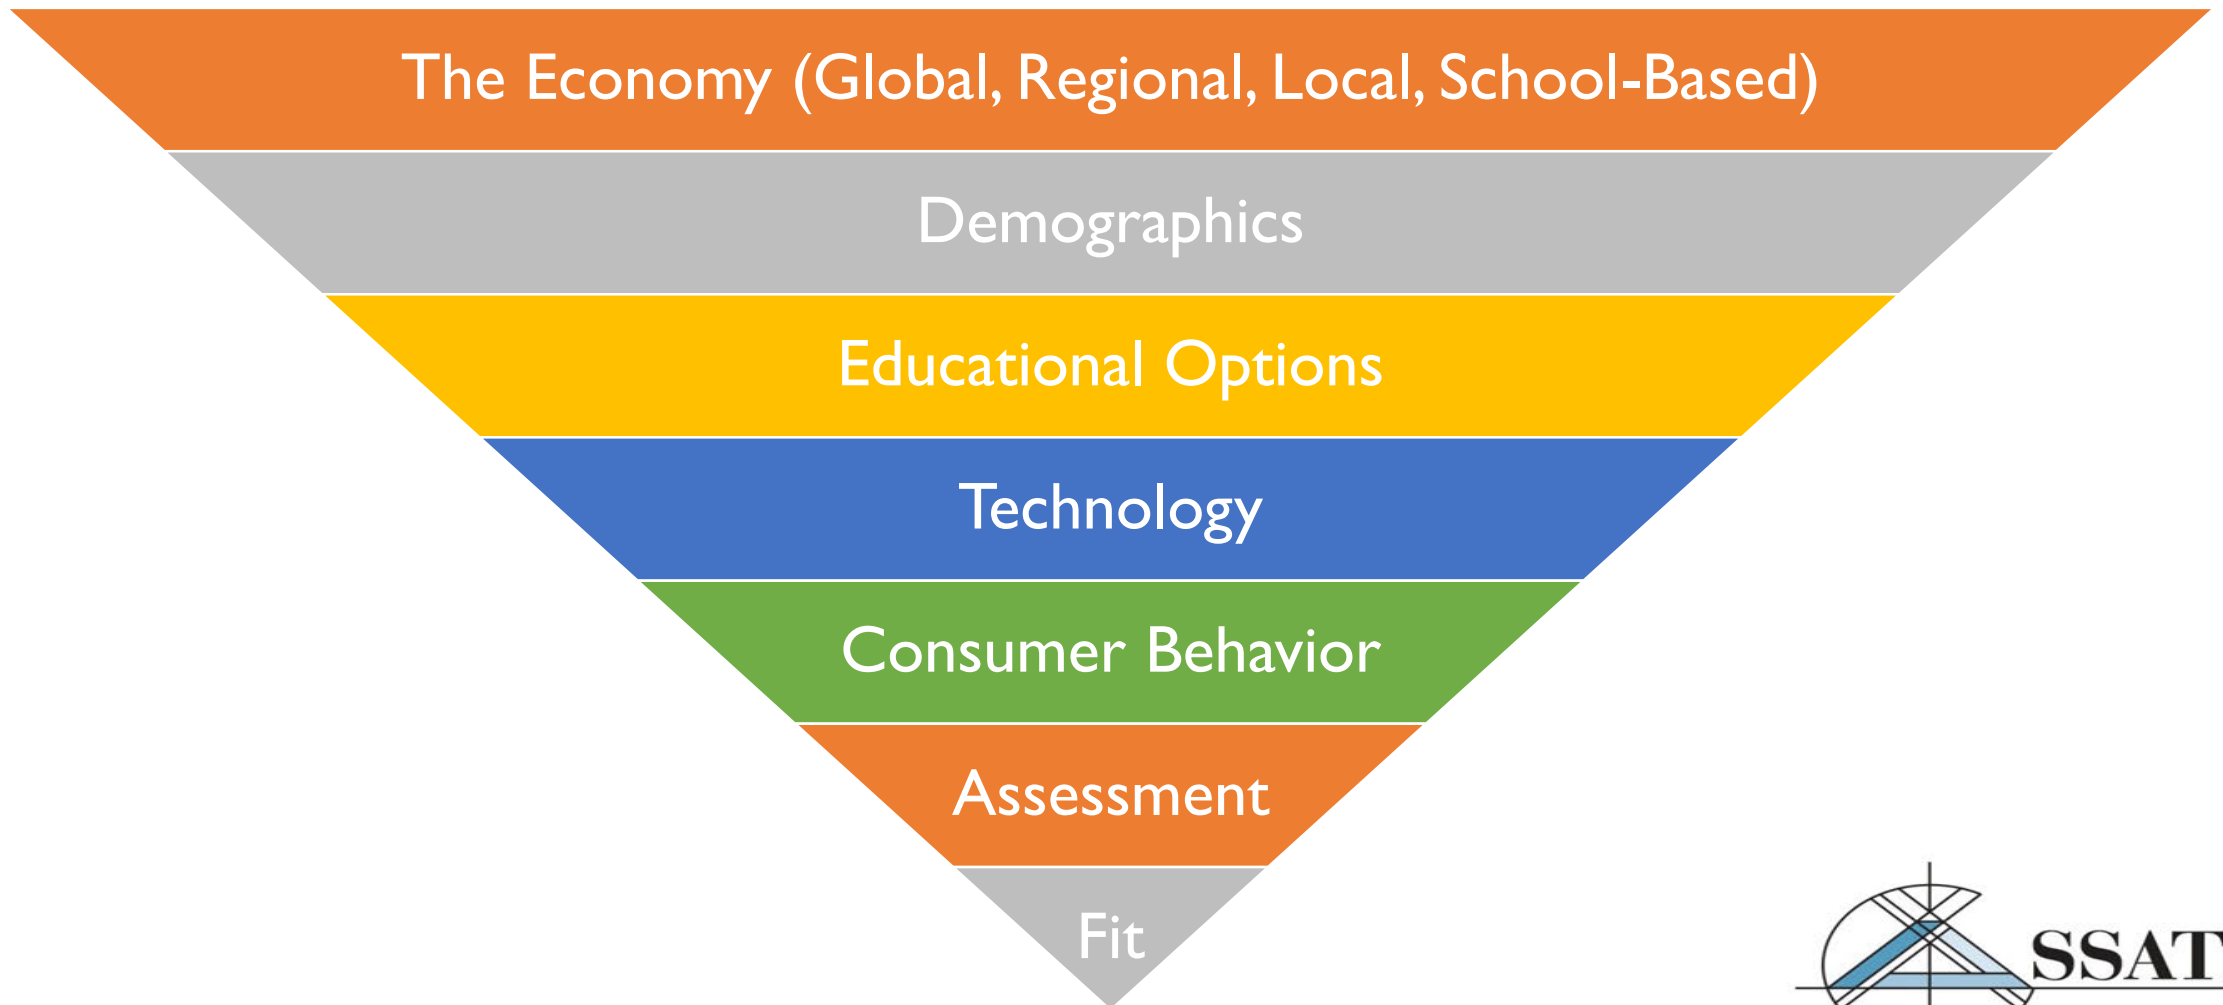 The Economy (Global, Regional, Local, School-Based)
Demographics
Educational Options
Technology
Consumer Behavior
Assessment
Fit
SSAT